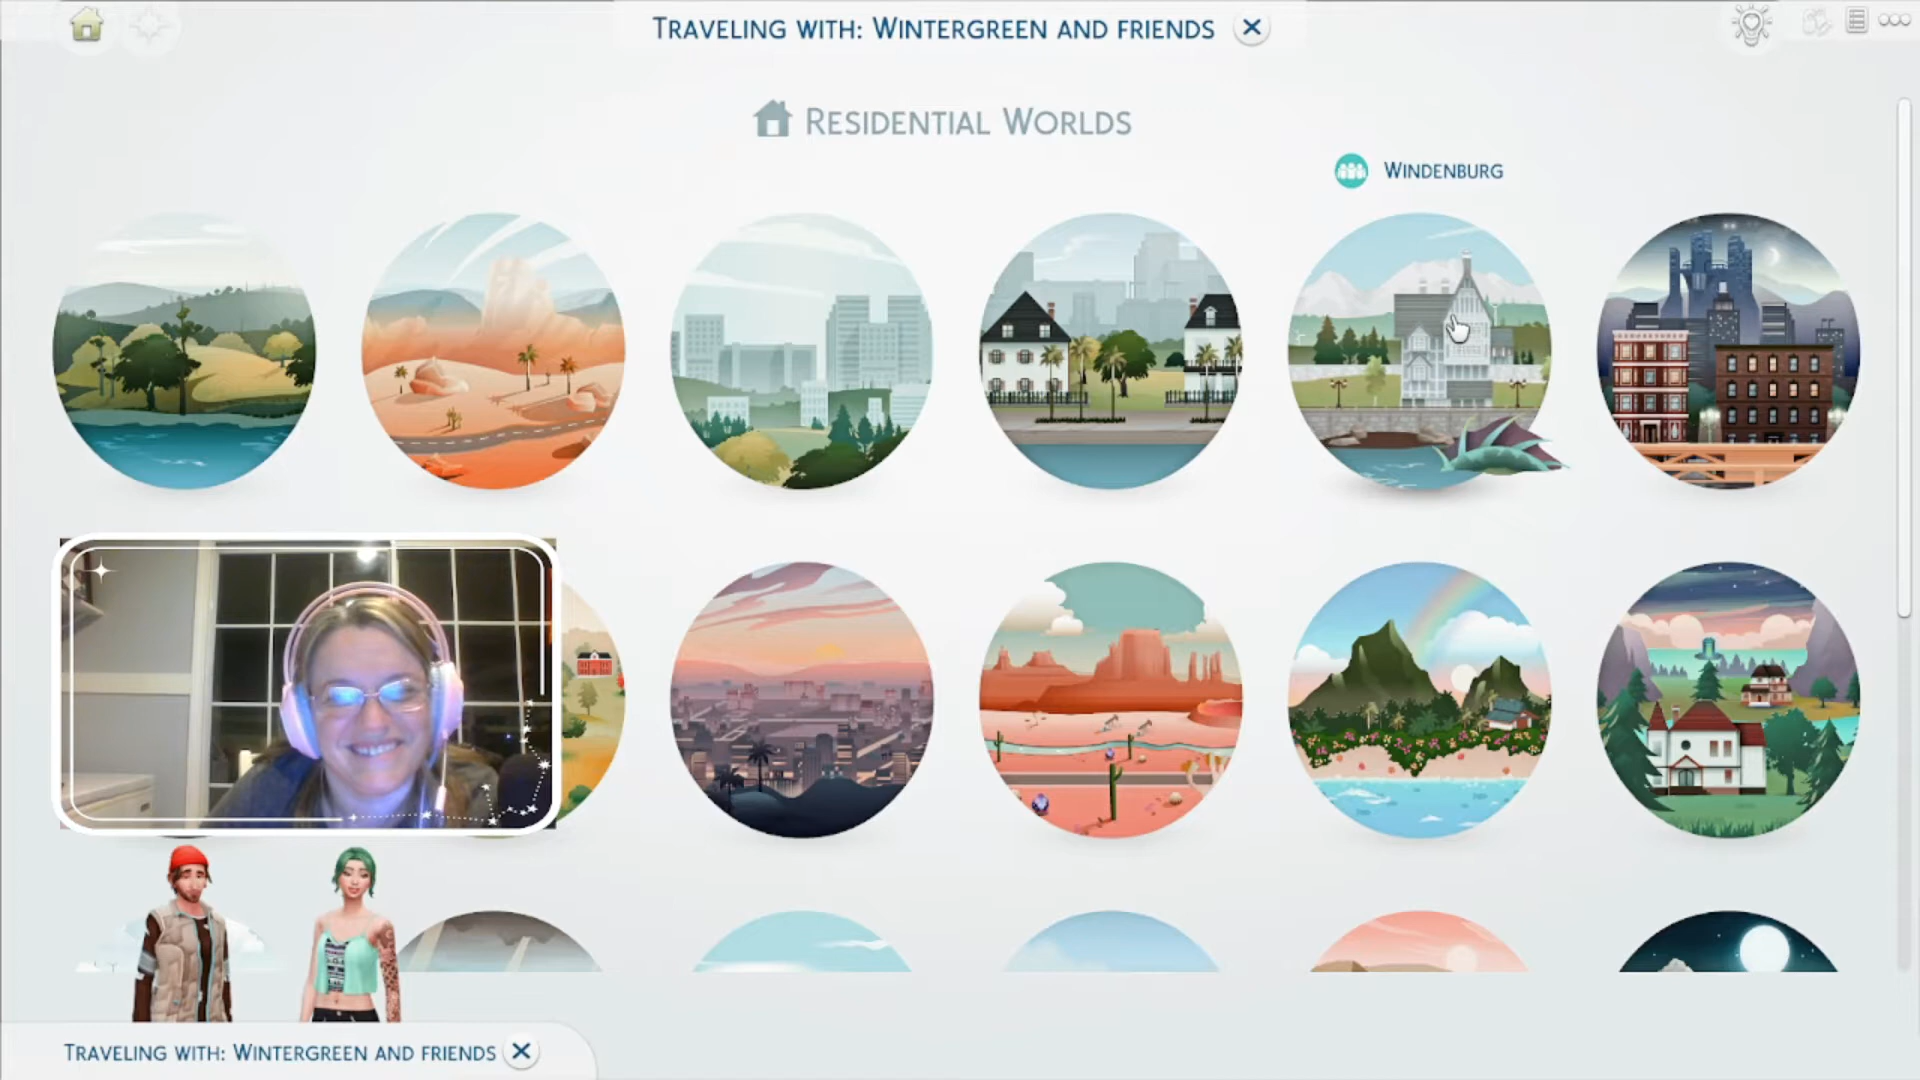 TRAVELING WITH: WINTERGREEN AND FRIENDS
RESIDENTIAL WORLDS
WINDENBURG
TRAVELING WITH: WINTERGREEN AND FRIENDS